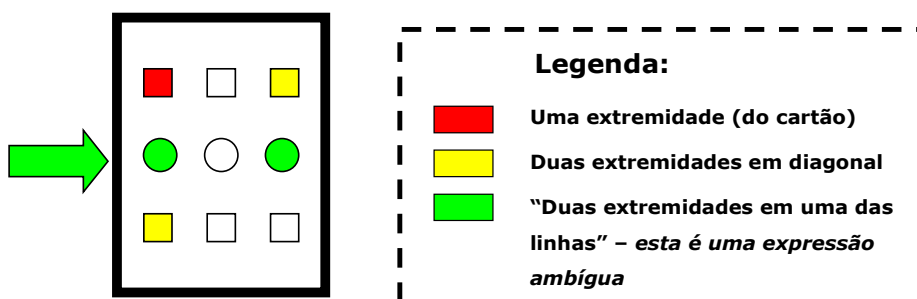 Legenda:
Uma extremidade (do cartão)
Duas extremidades em diagonal
“Duas extremidades em uma das
linhas” – esta é uma expressão
ambígua